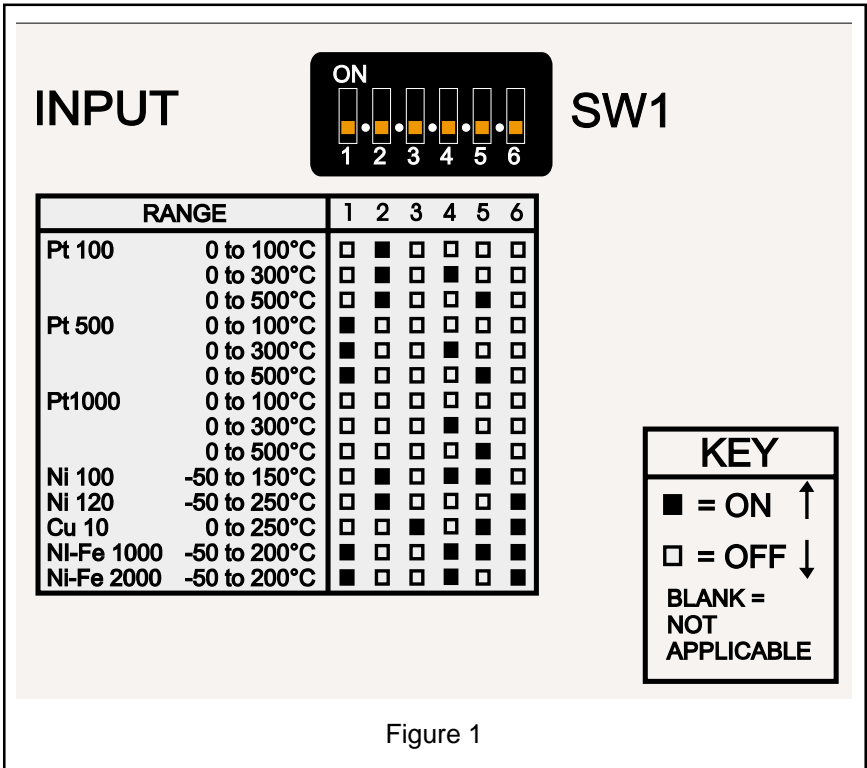 INPUT
ON
1 2 3 4 5 6
SW1
RANGE 1 2 3 4 5 6
Pt 100 0 to 100°C □ ■ □ □ □ □
0 to 300°C □ ■ □ ■ □ □
0 to 500°C □ ■ □ □ ■ □
Pt 500 0 to 100°C ■ □ □ □ □ □
0 to 300°C ■ □ □ ■ □ □
0 to 500°C ■ □ □ □ ■ □
Pt1000 0 to 100°C □ □ □ □ □ □
0 to 300°C □ □ □ ■ □ □
0 to 500°C □ □ □ □ ■ □
Ni 100 -50 to 150°C □ ■ □ ■ ■ □
Ni 120 -50 to 250°C □ ■ □ □ □ ■
Cu 10 0 to 250°C □ □ ■ □ ■ ■
NI-Fe 1000 -50 to 200°C ■ □ □ ■ ■ ■
Ni-Fe 2000 -50 to 200°C ■ □ □ ■ □ ■
KEY
■ = ON ↑
□ = OFF ↓
BLANK =
NOT
APPLICABLE
Figure 1